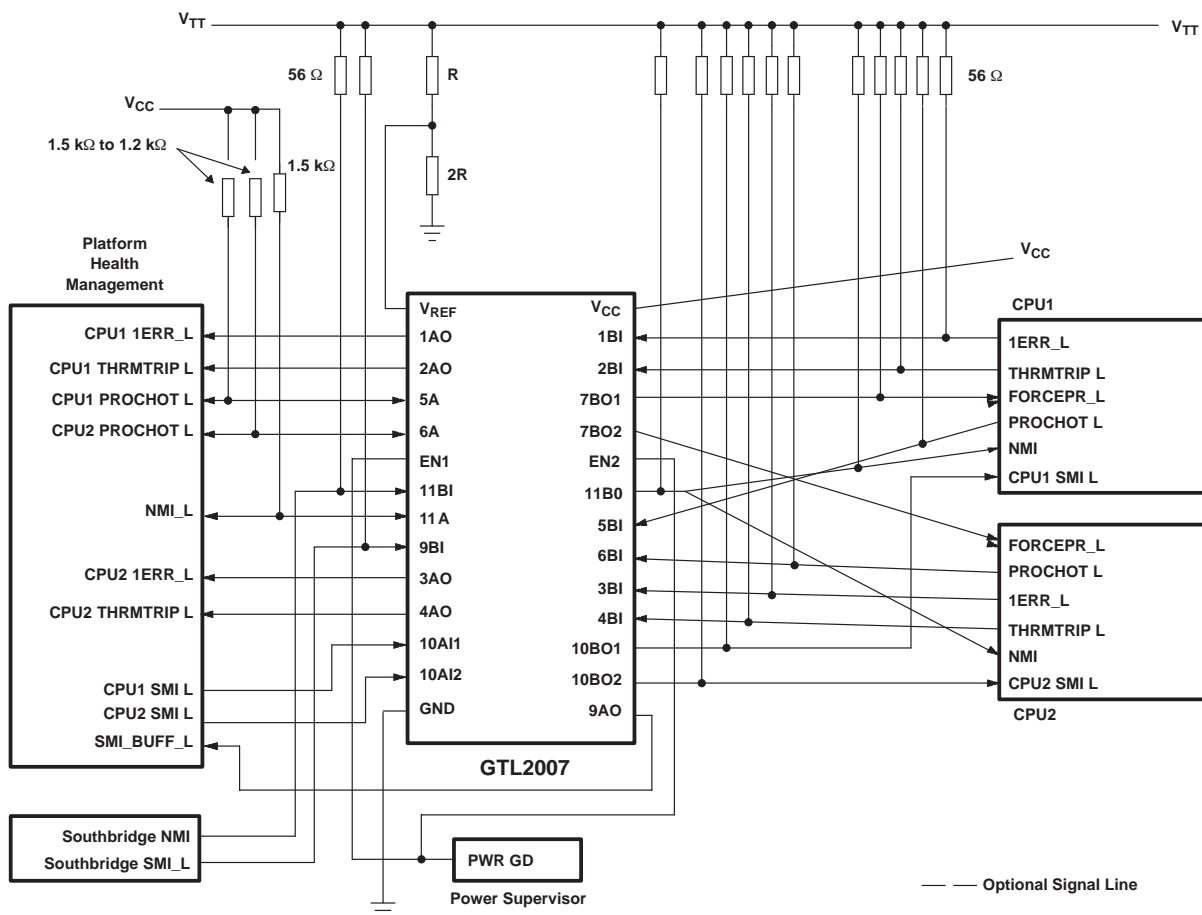 VTT
VTT
56 Ω
R
56 Ω
VCC
1.5 kΩ to 1.2 kΩ
1.5 kΩ
2R
Platform
Health
Management
CPU1 1ERR_L
CPU1 THRMTRIP L
CPU1 PROCHOT L
CPU2 PROCHOT L
NMI_L
CPU2 1ERR_L
CPU2 THRMTRIP L
CPU1 SMI L
CPU2 SMI L
SMI_BUFF_L
Southbridge NMI
Southbridge SMI_L
VREF
1AO
2AO
5A
6A
EN1
11BI
11A
9BI
3AO
4AO
10AI1
10AI2
GND
VCC
1BI
2BI
7BO1
7BO2
EN2
11B0
5BI
6BI
3BI
4BI
10BO1
10BO2
9AO
GTL2007
PWR GD
Power Supervisor
VCC
CPU1
1ERR_L
THRMTRIP L
FORCEPR_L
PROCHOT L
NMI
CPU1 SMI L
FORCEPR_L
PROCHOT L
1ERR_L
THRMTRIP L
NMI
CPU2 SMI L
CPU2
Optional Signal Line